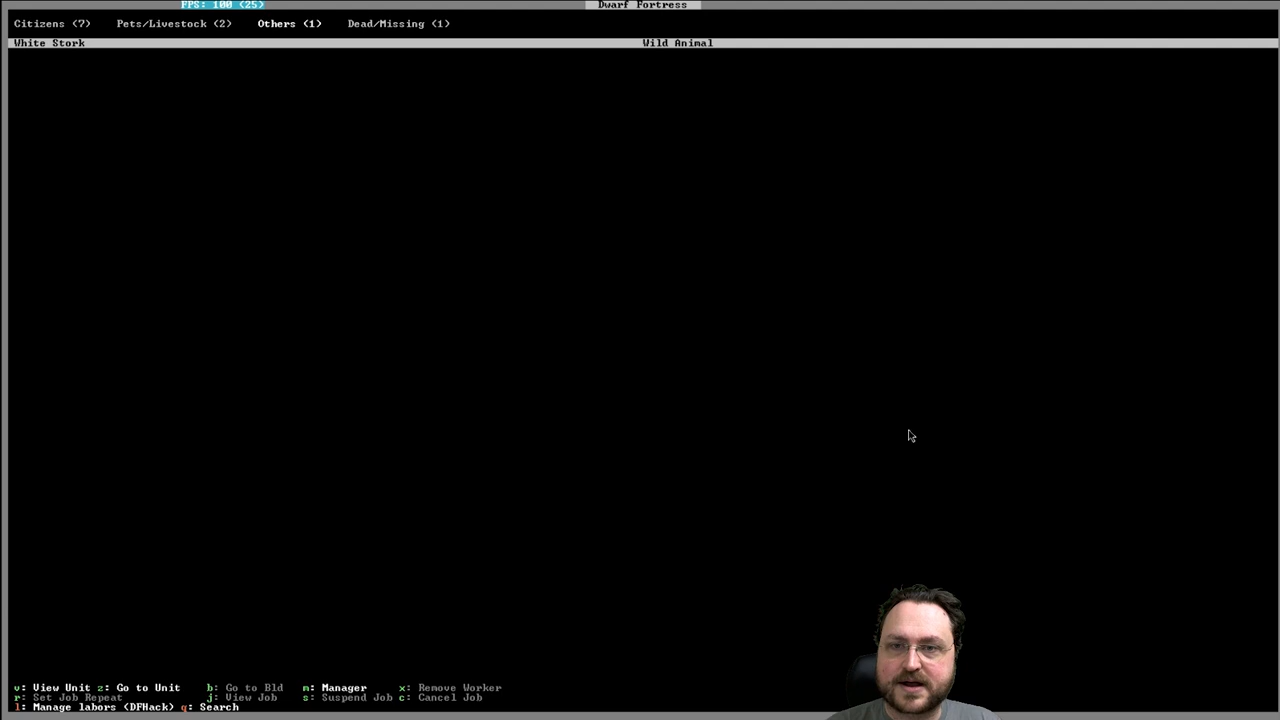 FPS: 100 (25)
Dwarf Fortress
Citizens (7) Pets/Livestock (2) Others (1) Dead/Missing (1)
White Stork Wild Animal
v: View Unit z: Go to Unit b: Go to Bld m: Manager x: Remove Worker
r: Set Job Repeat j: View Job s: Suspend Job c: Cancel Job
l: Manage labors (DFHack) q: Search